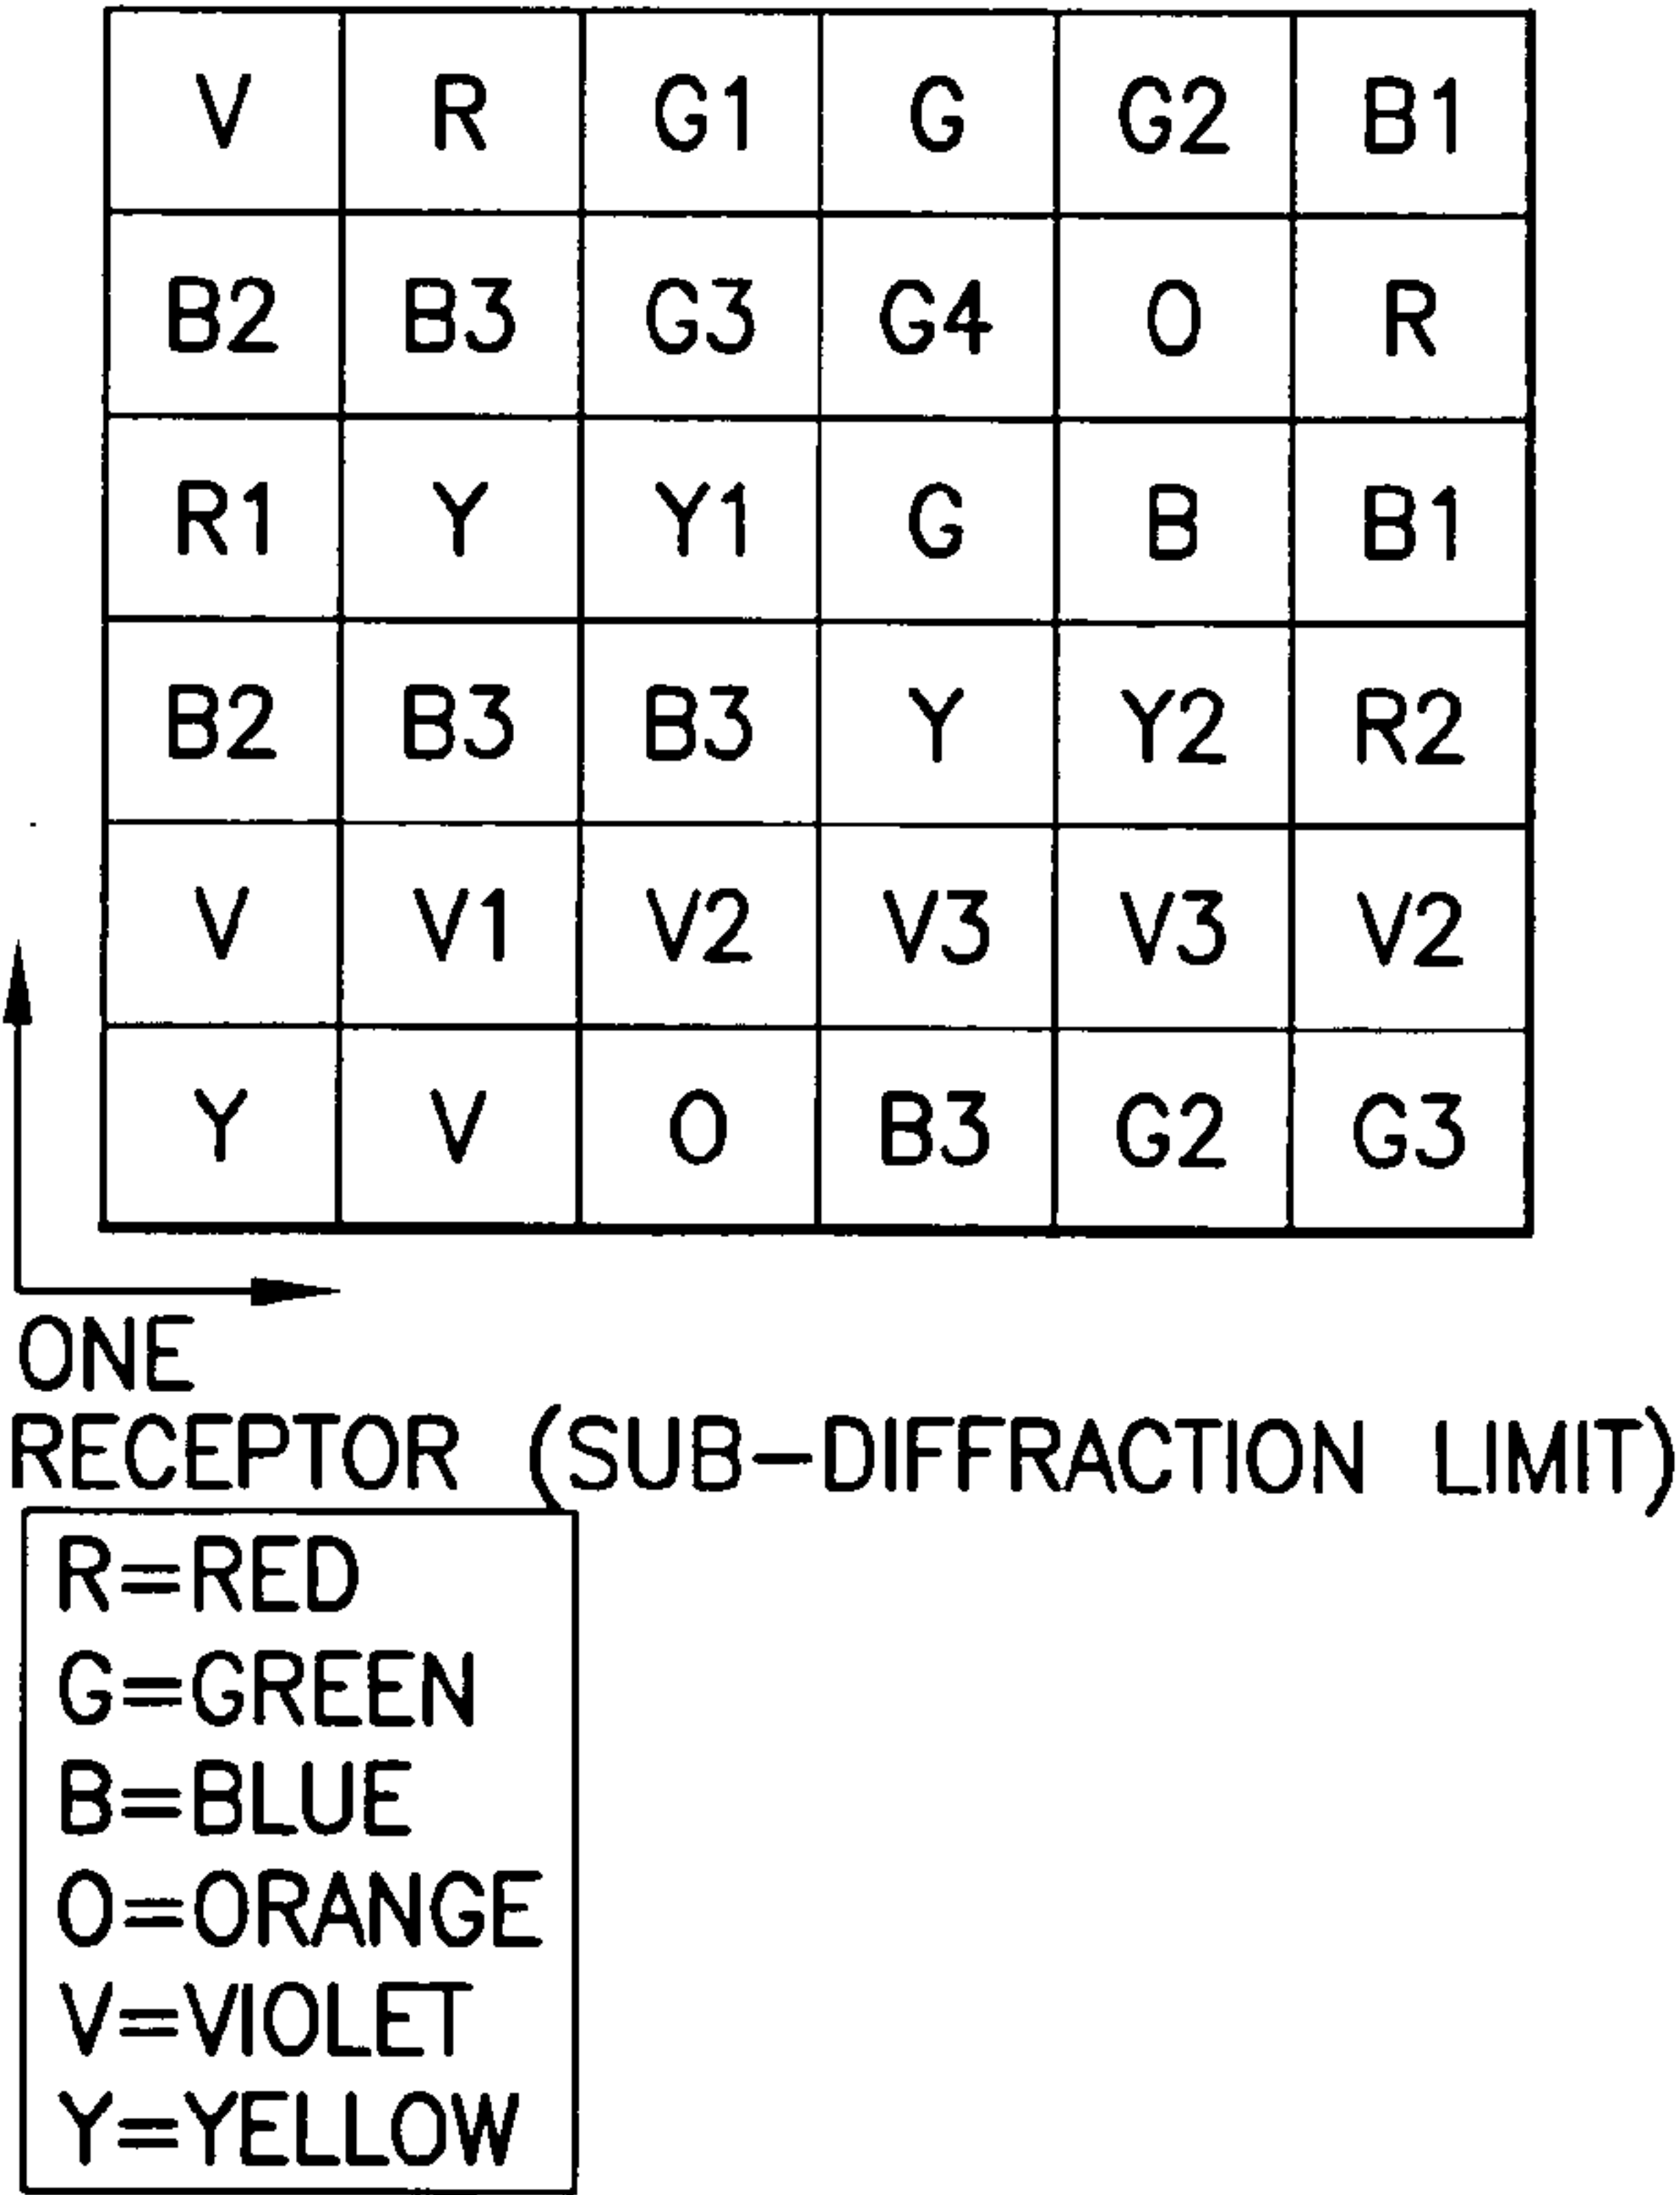 V R G1 G G2 B1
B2 B3 G3 G4 O R
R1 Y Y1 G B B1
B2 B3 B3 Y Y2 R2
V V1 V2 V3 V3 V2
Y V O B3 G2 G3
ONE
RECEPTOR (SUB-DIFFRACTION LIMIT)
R=RED
G=GREEN
B=BLUE
O=ORANGE
V=VIOLET
Y=YELLOW